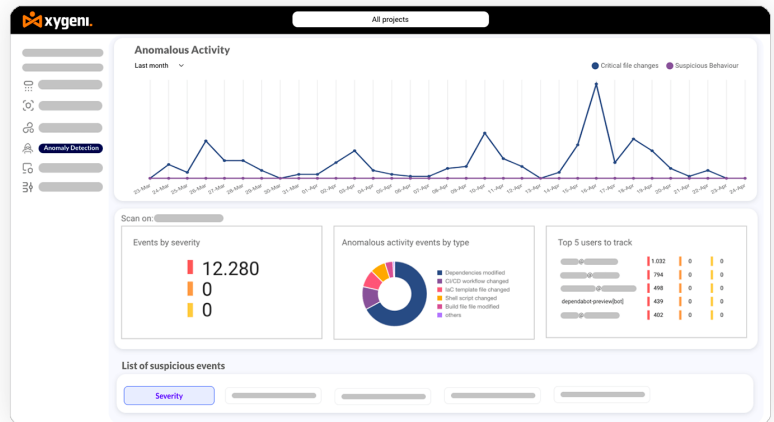 xygeni.
All projects
Anomalous Activity
Last month
Critical file changes
Suspicious Behaviour
Anomaly Detection
23-Mar 24-Mar 25-Mar 26-Mar 27-Mar 28-Mar 29-Mar 30-Mar 31-Mar 01-Apr 02-Apr 03-Apr 04-Apr 05-Apr 06-Apr 07-Apr 08-Apr 09-Apr 10-Apr 11-Apr 12-Apr 13-Apr 14-Apr 15-Apr 16-Apr 17-Apr 18-Apr 19-Apr 20-Apr 21-Apr 22-Apr 23-Apr 24-Apr
Scan on:
Events by severity
12.280
0
0
Anomalous activity events by type
Dependencies modified
CI/CD workflow changed
IaC template file changed
Shell script changed
Build file file modified
others
Top 5 users to track
@ 1.032 0 0
@ 794 0 0
@ 498 0 0
dependabot-preview[bot] 439 0 0
@ 402 0 0
List of suspicious events
Severity